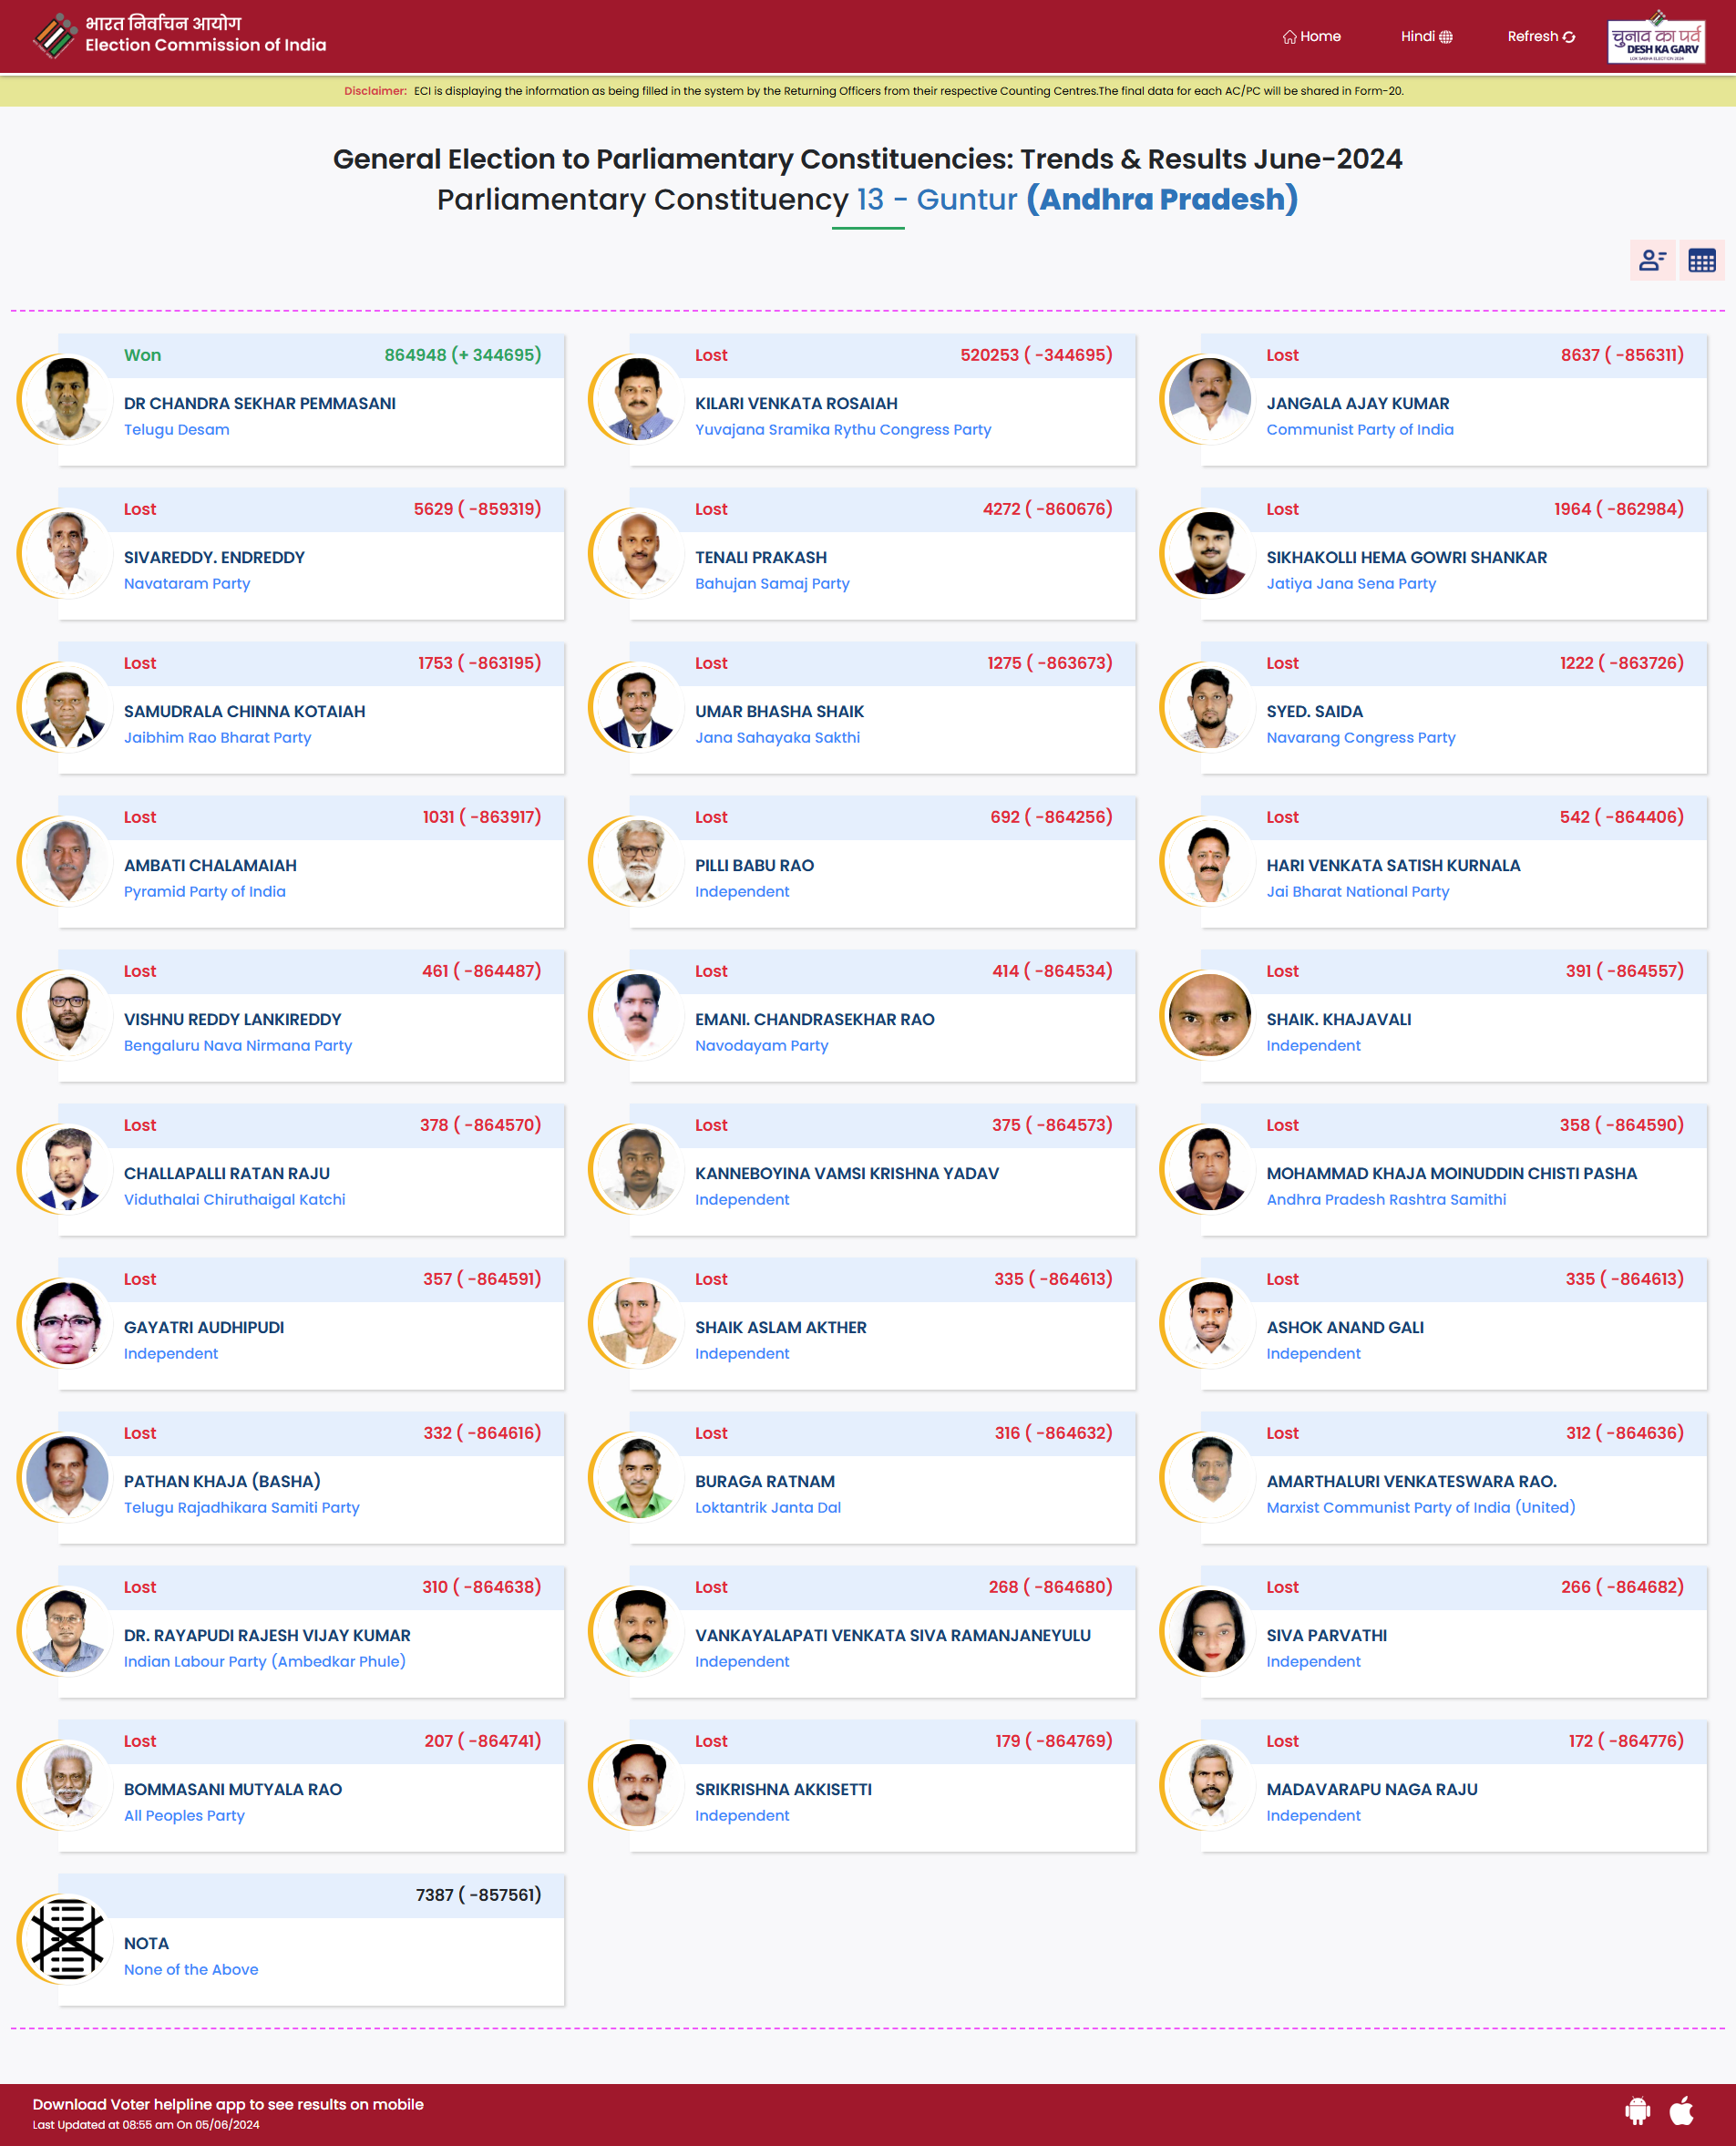 भारत निर्वाचन आयोग
Election Commission of India
Home
Hindi
Refresh
चुनाव का पर्व
DESH KA GARV
LOK SABHA ELECTION 2024
Disclaimer: ECI is displaying the information as being filled in the system by the Returning Officers from their respective Counting Centres.The final data for each AC/PC will be shared in Form-20.
General Election to Parliamentary Constituencies: Trends & Results June-2024
Parliamentary Constituency 13 - Guntur (Andhra Pradesh)
Won 864948 (+ 344695)
DR CHANDRA SEKHAR PEMMASANI
Telugu Desam
Lost 520253 ( -344695)
KILARI VENKATA ROSAIAH
Yuvajana Sramika Rythu Congress Party
Lost 8637 ( -856311)
JANGALA AJAY KUMAR
Communist Party of India
Lost 5629 ( -859319)
SIVAREDDY. ENDREDDY
Navataram Party
Lost 4272 ( -860676)
TENALI PRAKASH
Bahujan Samaj Party
Lost 1964 ( -862984)
SIKHAKOLLI HEMA GOWRI SHANKAR
Jatiya Jana Sena Party
Lost 1753 ( -863195)
SAMUDRALA CHINNA KOTAIAH
Jaibhim Rao Bharat Party
Lost 1275 ( -863673)
UMAR BHASHA SHAIK
Jana Sahayaka Sakthi
Lost 1222 ( -863726)
SYED. SAIDA
Navarang Congress Party
Lost 1031 ( -863917)
AMBATI CHALAMAIAH
Pyramid Party of India
Lost 692 ( -864256)
PILLI BABU RAO
Independent
Lost 542 ( -864406)
HARI VENKATA SATISH KURNALA
Jai Bharat National Party
Lost 461 ( -864487)
VISHNU REDDY LANKIREDDY
Bengaluru Nava Nirmana Party
Lost 414 ( -864534)
EMANI. CHANDRASEKHAR RAO
Navodayam Party
Lost 391 ( -864557)
SHAIK. KHAJAVALI
Independent
Lost 378 ( -864570)
CHALLAPALLI RATAN RAJU
Viduthalai Chiruthaigal Katchi
Lost 375 ( -864573)
KANNEBOYINA VAMSI KRISHNA YADAV
Independent
Lost 358 ( -864590)
MOHAMMAD KHAJA MOINUDDIN CHISTI PASHA
Andhra Pradesh Rashtra Samithi
Lost 357 ( -864591)
GAYATRI AUDHIPUDI
Independent
Lost 335 ( -864613)
SHAIK ASLAM AKTHER
Independent
Lost 335 ( -864613)
ASHOK ANAND GALI
Independent
Lost 332 ( -864616)
PATHAN KHAJA (BASHA)
Telugu Rajadhikara Samiti Party
Lost 316 ( -864632)
BURAGA RATNAM
Loktantrik Janta Dal
Lost 312 ( -864636)
AMARTHALURI VENKATESWARA RAO.
Marxist Communist Party of India (United)
Lost 310 ( -864638)
DR. RAYAPUDI RAJESH VIJAY KUMAR
Indian Labour Party (Ambedkar Phule)
Lost 268 ( -864680)
VANKAYALAPATI VENKATA SIVA RAMANJANEYULU
Independent
Lost 266 ( -864682)
SIVA PARVATHI
Independent
Lost 207 ( -864741)
BOMMASANI MUTYALA RAO
All Peoples Party
Lost 179 ( -864769)
SRIKRISHNA AKKISETTI
Independent
Lost 172 ( -864776)
MADAVARAPU NAGA RAJU
Independent
7387 ( -857561)
NOTA
None of the Above
Download Voter helpline app to see results on mobile
Last Updated at 08:55 am On 05/06/2024